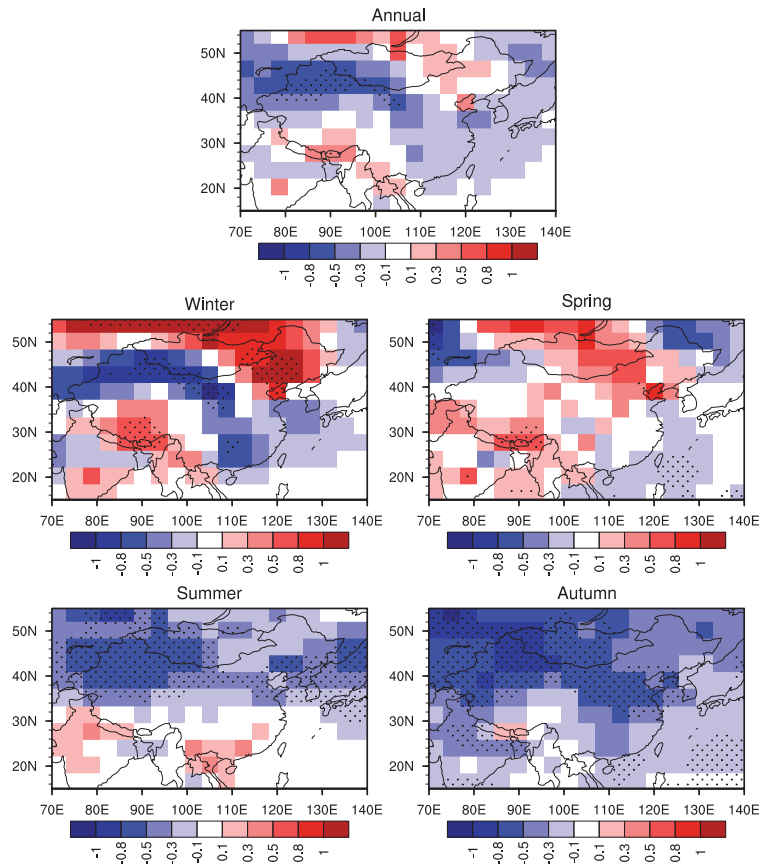 Annual
50N
40N
30N
20N
70E 80E 90E 100E 110E 120E 130E 140E
-1 -0.8 -0.5 -0.3 -0.1 0.1 0.3 0.5 0.8 1
Winter Spring
50N 50N
40N 40N
30N 30N
20N 20N
70E 80E 90E 100E 110E 120E 130E 140E 70E 80E 90E 100E 110E 120E 130E 140E
-1 -0.8 -0.5 -0.3 -0.1 0.1 0.3 0.5 0.8 1 -1 -0.8 -0.5 -0.3 -0.1 0.1 0.3 0.5 0.8 1
Summer Autumn
50N 50N
40N 40N
30N 30N
20N 20N
70E 80E 90E 100E 110E 120E 130E 140E 70E 80E 90E 100E 110E 120E 130E 140E
-1 -0.8 -0.5 -0.3 -0.1 0.1 0.3 0.5 0.8 1 -1 -0.8 -0.5 -0.3 -0.1 0.1 0.3 0.5 0.8 1